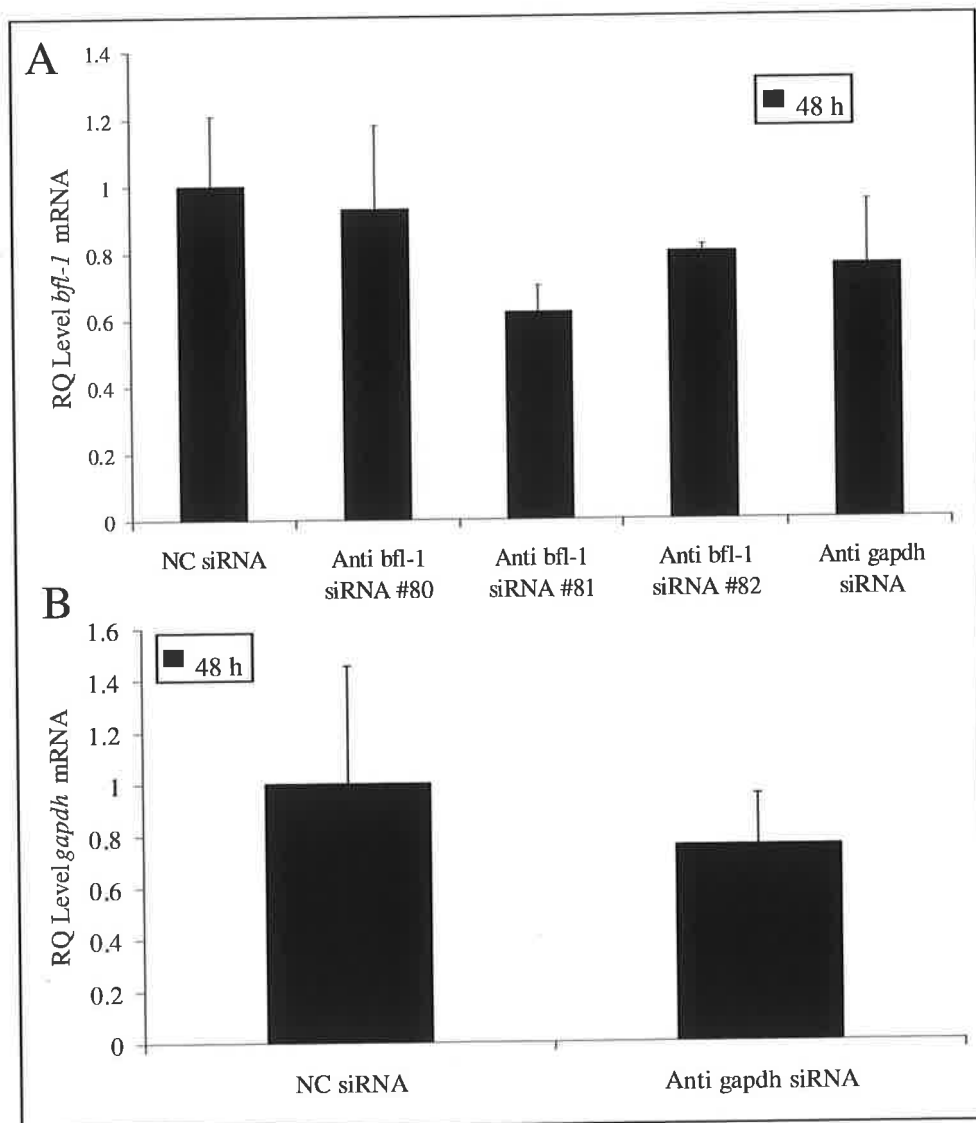 A
1.4
1.2
1
0.8
0.6
0.4
0.2
0
RQ Level bfl-1 mRNA
48 h
NC siRNA
Anti bfl-1
siRNA #80
Anti bfl-1
siRNA #81
Anti bfl-1
siRNA #82
Anti gapdh
siRNA
B
1.6
1.4
1.2
1
0.8
0.6
0.4
0.2
0
RQ Level gapdh mRNA
48 h
NC siRNA
Anti gapdh siRNA